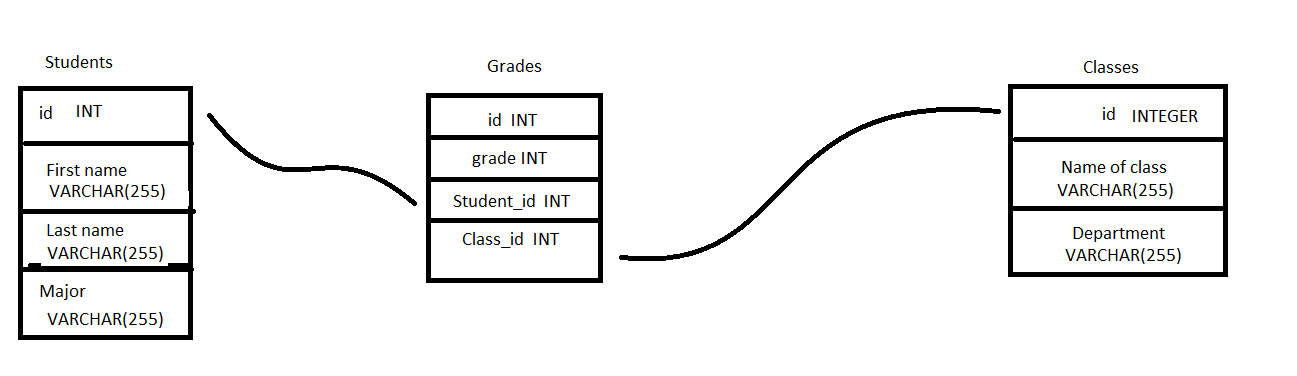 Students
id INT
First name
VARCHAR(255)
Last name
VARCHAR(255)
Major
VARCHAR(255)
Grades
id INT
grade INT
Student_id INT
Class_id INT
Classes
id INTEGER
Name of class
VARCHAR(255)
Department
VARCHAR(255)